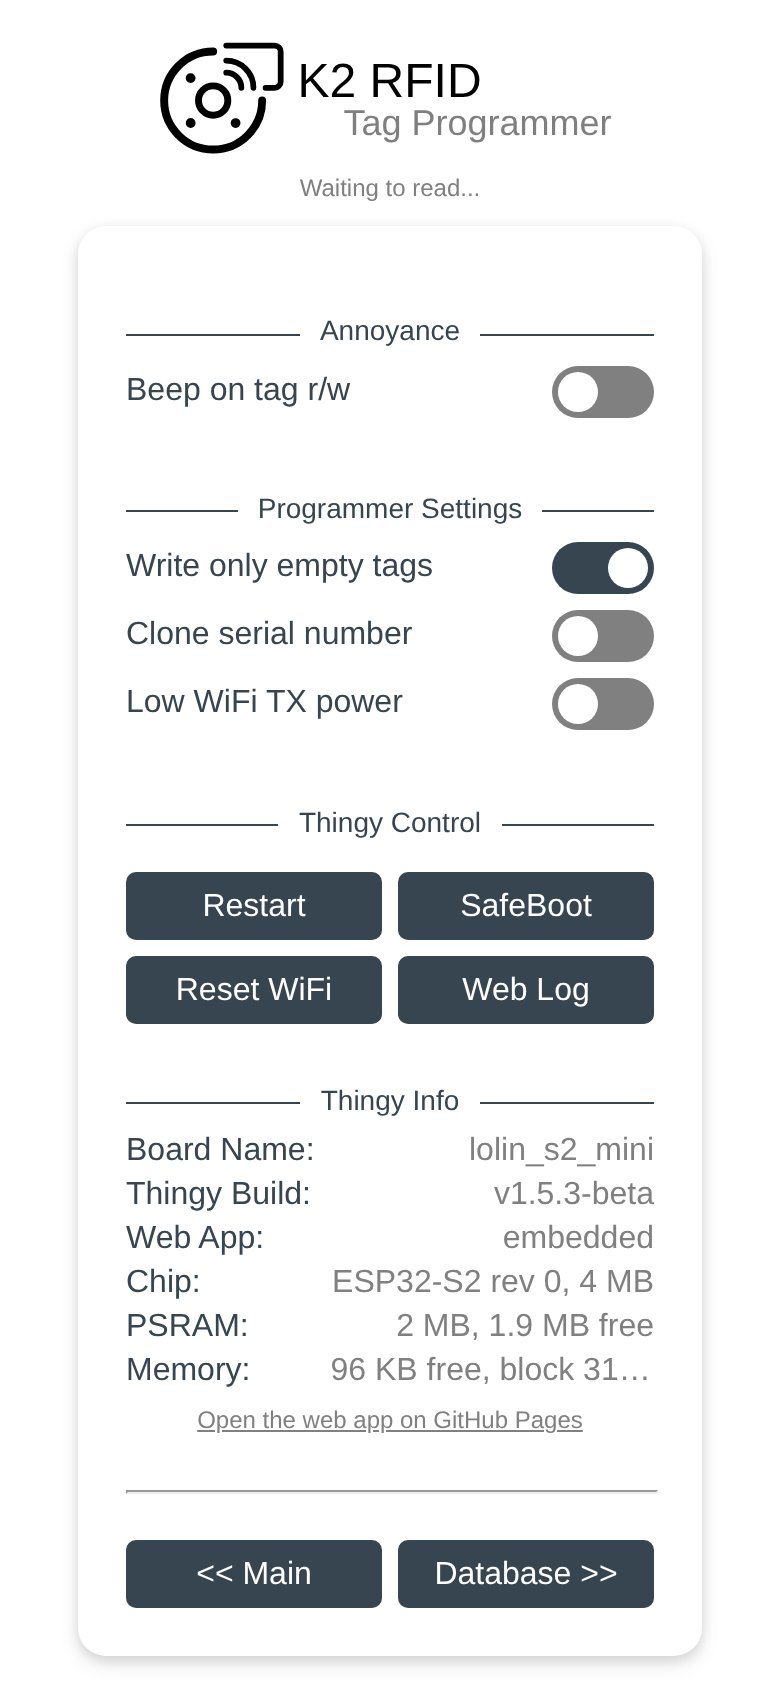 K2 RFID
Tag Programmer
Waiting to read...
Annoyance
Beep on tag r/w
Programmer Settings
Write only empty tags
Clone serial number
Low WiFi TX power
Thingy Control
Restart SafeBoot
Reset WiFi Web Log
Thingy Info
Board Name: lolin_s2_mini
Thingy Build: v1.5.3-beta
Web App: embedded
Chip: ESP32-S2 rev 0, 4 MB
PSRAM: 2 MB, 1.9 MB free
Memory: 96 KB free, block 31…
Open the web app on GitHub Pages
<< Main Database >>